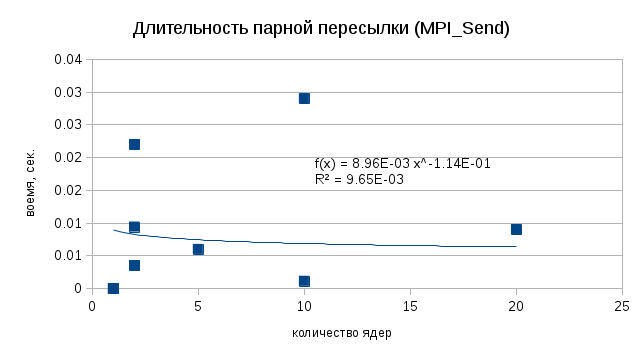 Длительность парной пересылки (MPI_Send)
0.04
0.03
0.03
0.02
0.02
0.01
0.01
0
воемя, сек.
f(x) = 8.96E-03 x^-1.14E-01
R² = 9.65E-03
0 5 10 15 20 25
количество ядер